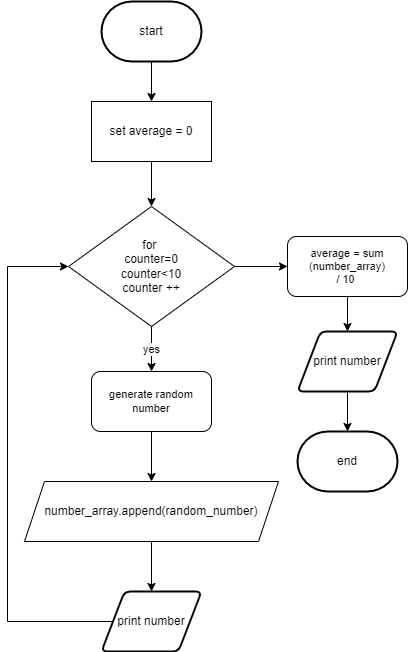 start
set average = 0
for
counter=0
counter<10
counter ++
average = sum
(number_array)
/ 10
yes
print number
generate random
number
end
number_array.append(random_number)
print number